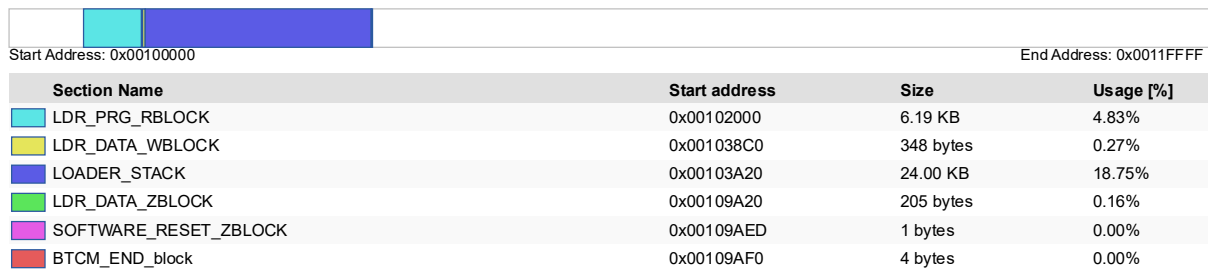 Start Address: 0x00100000 End Address: 0x0011FFFF
Section Name Start address Size Usage [%]
LDR_PRG_RBLOCK 0x00102000 6.19 KB 4.83%
LDR_DATA_WBLOCK 0x001038C0 348 bytes 0.27%
LOADER_STACK 0x00103A20 24.00 KB 18.75%
LDR_DATA_ZBLOCK 0x00109A20 205 bytes 0.16%
SOFTWARE_RESET_ZBLOCK 0x00109AED 1 bytes 0.00%
BTCM_END_block 0x00109AF0 4 bytes 0.00%